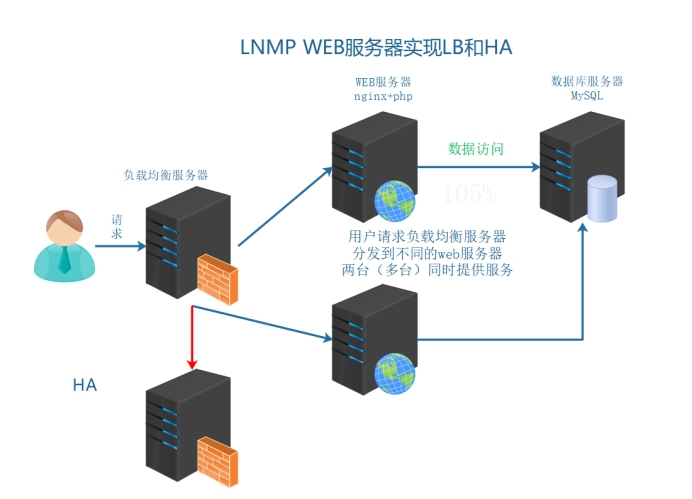 LNMP WEB服务器实现LB和HA
WEB服务器
nginx+php
数据库服务器
MySQL
数据访问
105%
负载均衡服务器
请
求
用户请求负载均衡服务器
分发到不同的web服务器
两台（多台）同时提供服务
HA